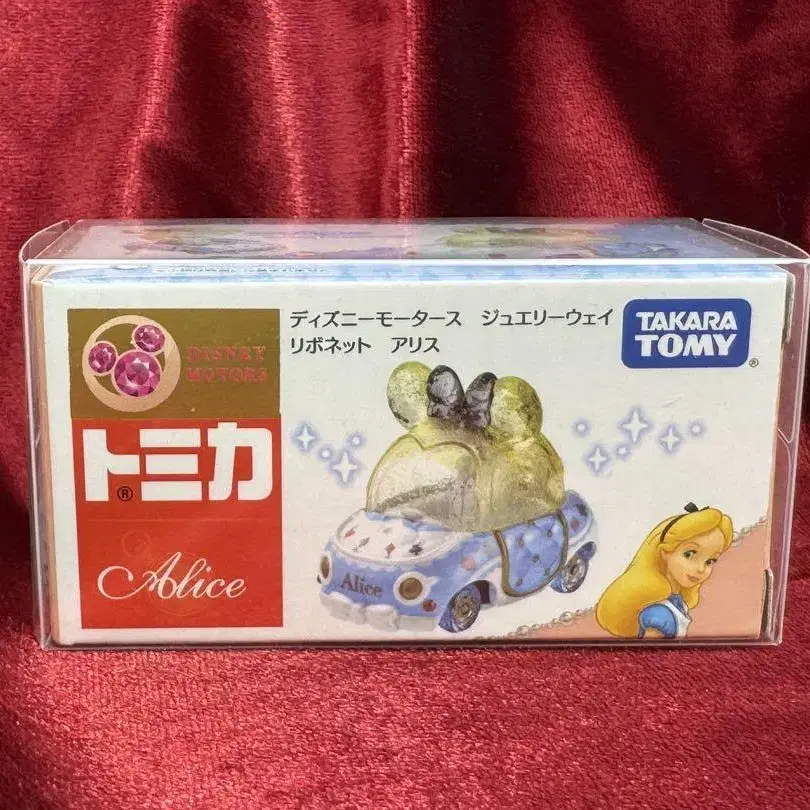 ディズニーモータース ジュエリーウェイ
リボネット アリス
TAKARA
TOMY
®
DISNEY
MOTORS
トミカ
®
Alice
Alice